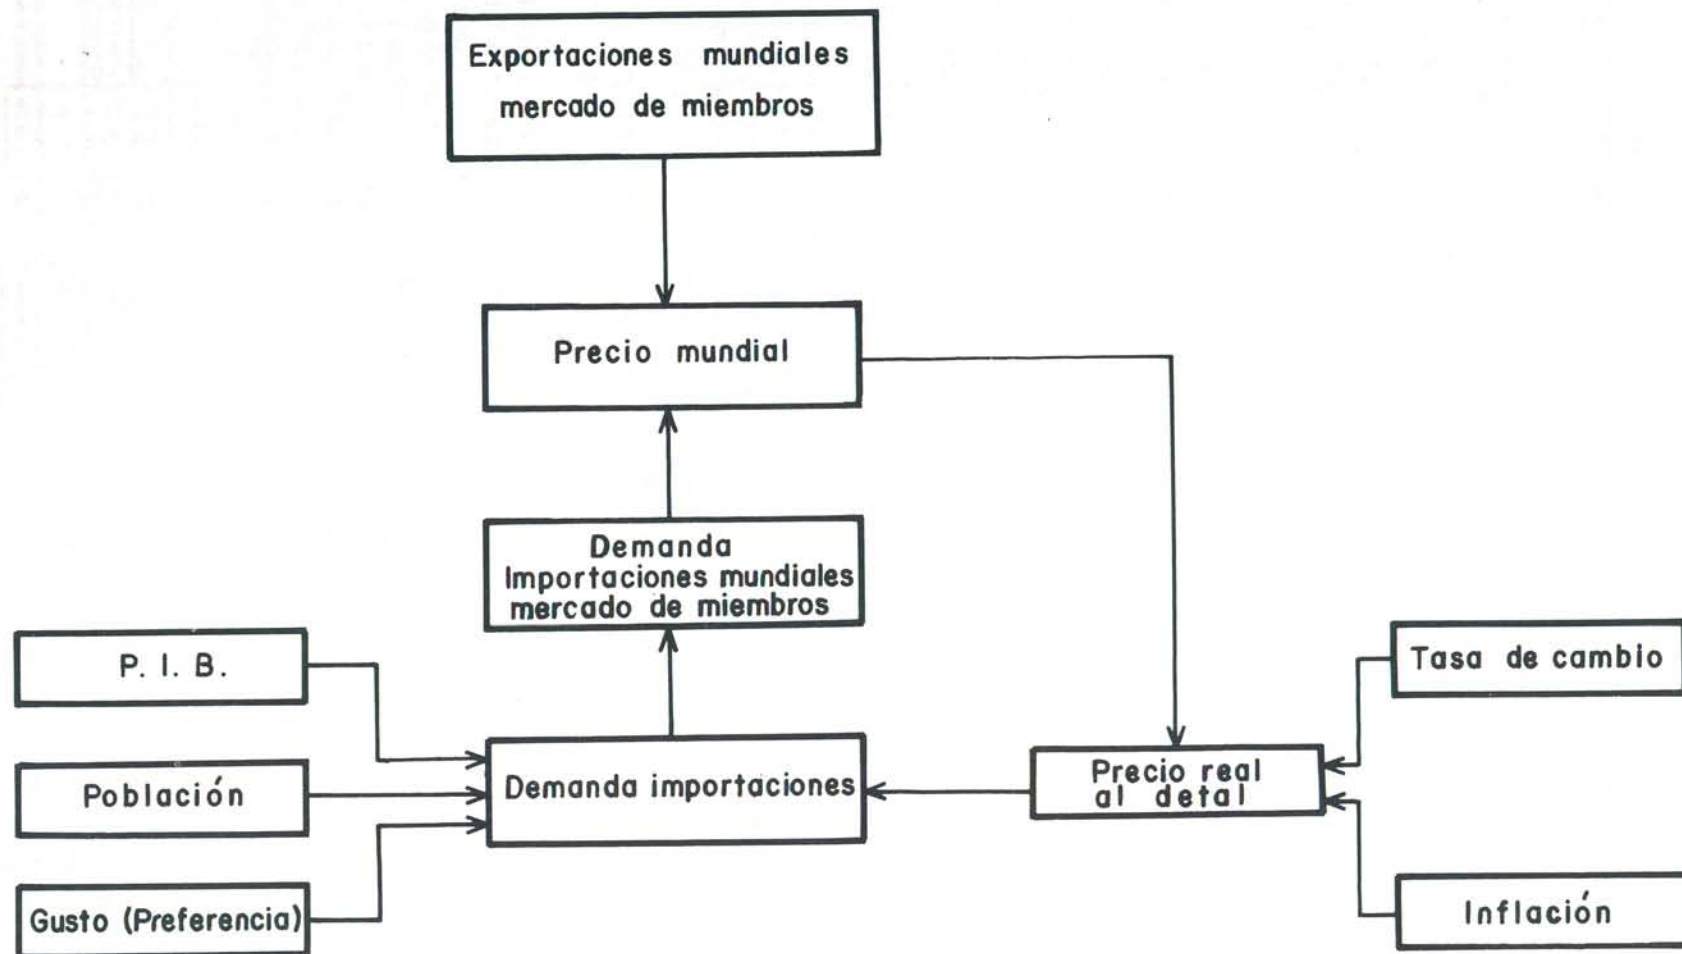 Exportaciones mundiales
mercado de miembros
Precio mundial
Demanda
Importaciones mundiales
mercado de miembros
P. I. B.
Tasa de cambio
Población
Demanda importaciones
Precio real
al detal
Gusto (Preferencia)
Inflación